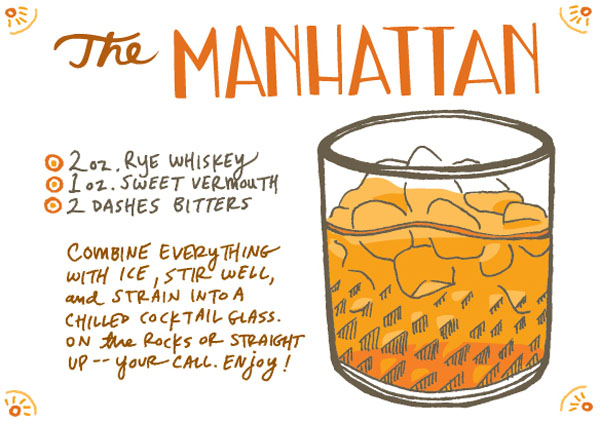 The MANHATTAN
2 oz. RYE WHISKEY
1 oz. SWEET VERMOUTH
2 DASHES BITTERS
COMBINE EVERYTHING
WITH ICE, STIR WELL,
and STRAIN INTO A
CHILLED COCKTAIL GLASS.
ON the ROCKS OR STRAIGHT
UP -- YOUR CALL. ENJOY!